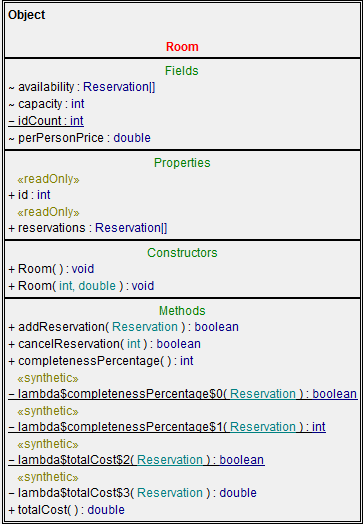 Object
Room
Fields
~ availability : Reservation[]
~ capacity : int
− idCount : int
~ perPersonPrice : double
Properties
«readOnly»
+ id : int
«readOnly»
+ reservations : Reservation[]
Constructors
+ Room( ) : void
+ Room( int, double ) : void
Methods
+ addReservation( Reservation ) : boolean
+ cancelReservation( int ) : boolean
+ completenessPercentage( ) : int
«synthetic»
− lambda$completenessPercentage$0( Reservation ) : boolean
«synthetic»
− lambda$completenessPercentage$1( Reservation ) : int
«synthetic»
− lambda$totalCost$2( Reservation ) : boolean
«synthetic»
− lambda$totalCost$3( Reservation ) : double
+ totalCost( ) : double